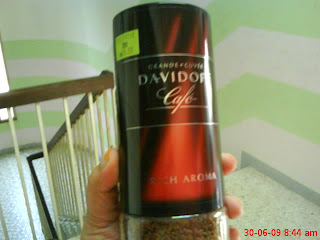 GRANDE • CUVÉE
DAVIDOFF
Café
RICH AROMA
30-06-09 8:44 am